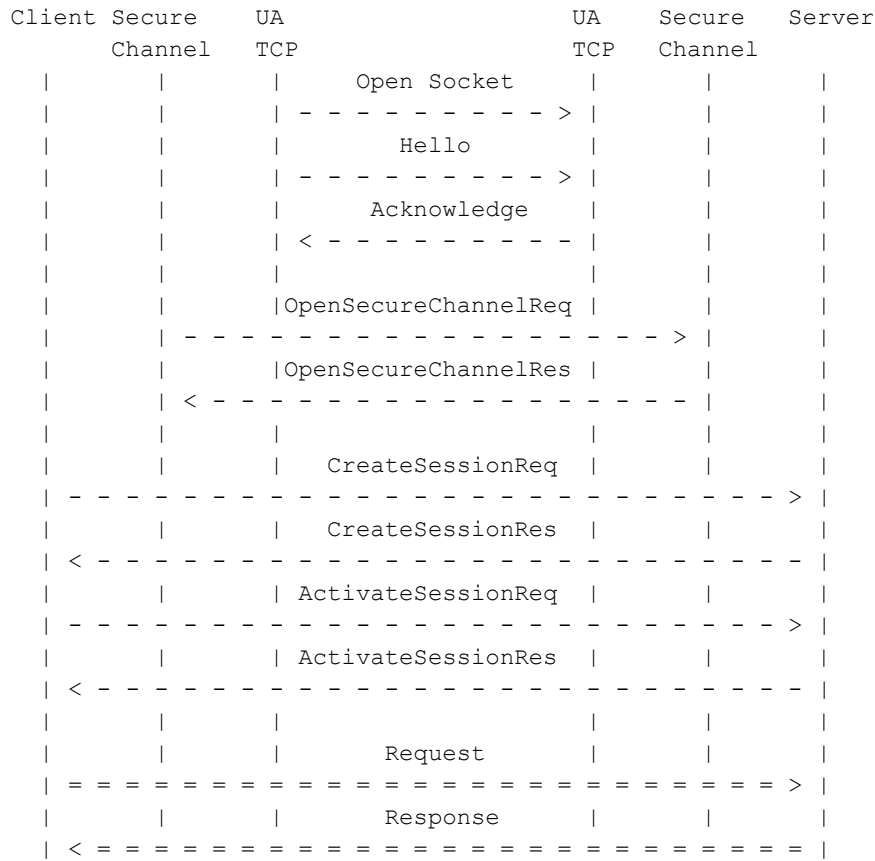 Client Secure UA UA Secure Server
Channel TCP TCP Channel
Open Socket
Hello
Acknowledge
OpenSecureChannelReq
OpenSecureChannelRes
CreateSessionReq
CreateSessionRes
ActivateSessionReq
ActivateSessionRes
Request
Response